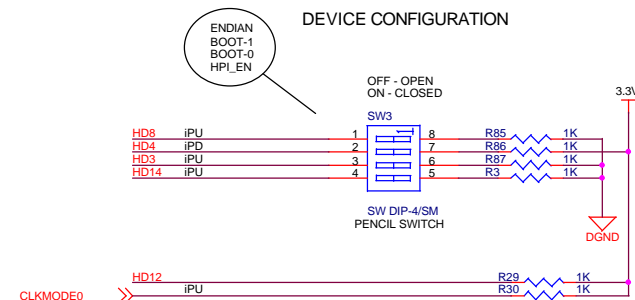 DEVICE CONFIGURATION
ENDIAN
BOOT-1
BOOT-0
HPI_EN
OFF - OPEN
ON - CLOSED
3.3V
SW3
HD8 iPU 1 8 R85 1K
HD4 iPD 2 7 R86 1K
HD3 iPU 3 6 R87 1K
HD14 iPU 4 5 R3 1K
SW DIP-4/SM
PENCIL SWITCH
DGND
HD12 R29 1K
CLKMODE0 iPU R30 1K